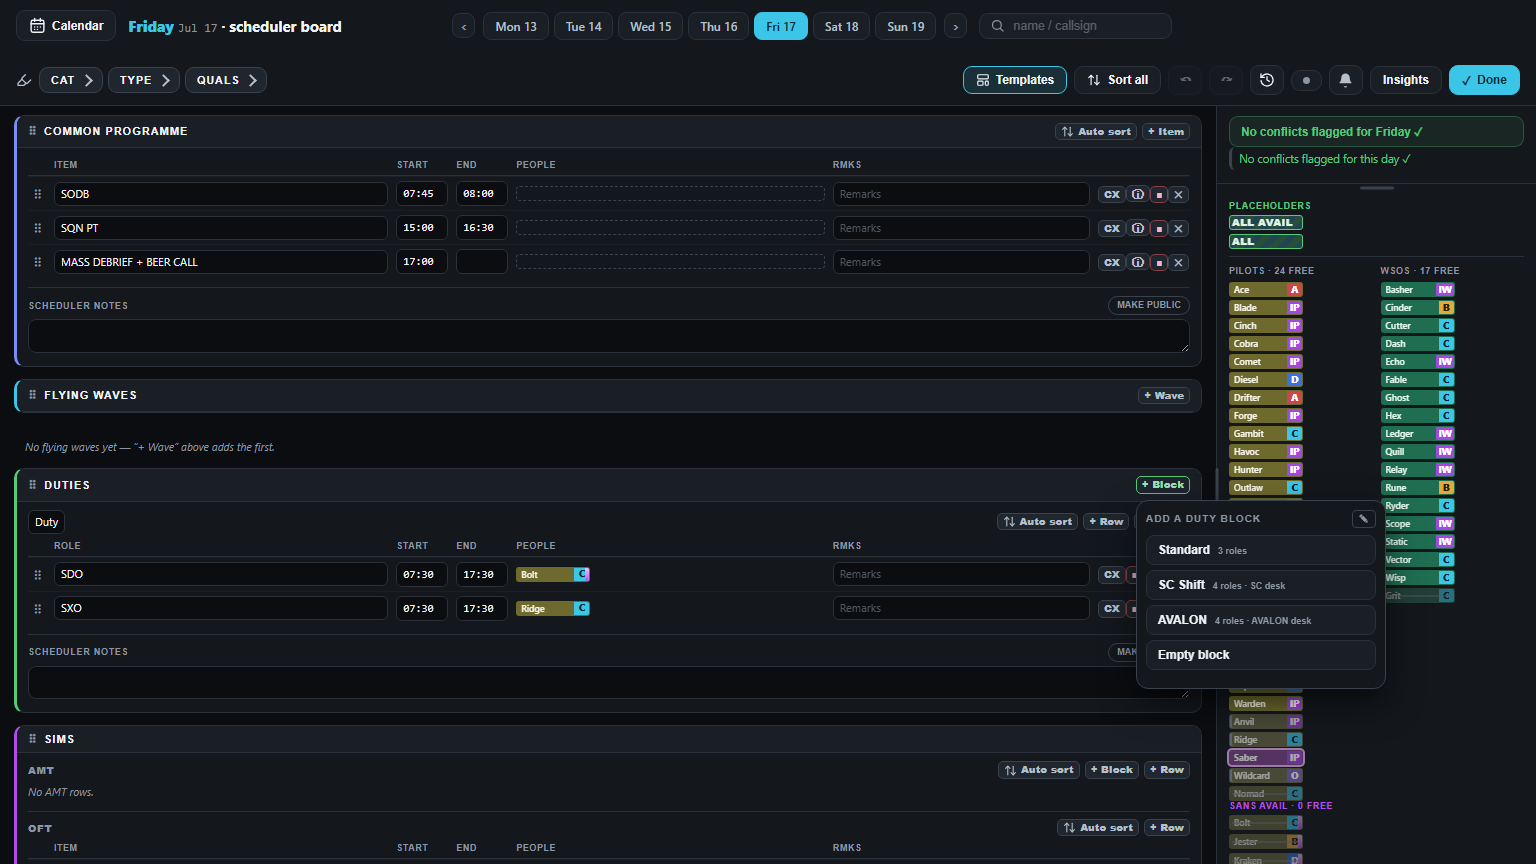 Calendar
Friday Jul 17 · scheduler board
Mon 13
Tue 14
Wed 15
Thu 16
Fri 17
Sat 18
Sun 19
name / callsign
CAT
TYPE
QUALS
Templates
Sort all
Insights
✓ Done
COMMON PROGRAMME
Auto sort
+ Item
ITEM START END PEOPLE RMKS
SODB 07:45 08:00 Remarks CX
SQN PT 15:00 16:30 Remarks CX
MASS DEBRIEF + BEER CALL 17:00 Remarks CX
SCHEDULER NOTES
MAKE PUBLIC
FLYING WAVES
+ Wave
No flying waves yet — "+ Wave" above adds the first.
DUTIES
+ Block
Duty
Auto sort
+ Row
ROLE START END PEOPLE RMKS
SDO 07:30 17:30 Bolt C Remarks CX
SXO 07:30 17:30 Ridge C Remarks CX
SCHEDULER NOTES
MAK
SIMS
AMT
Auto sort
+ Block
+ Row
No AMT rows.
OFT
Auto sort
+ Row
ITEM START END PEOPLE RMKS
ADD A DUTY BLOCK
Standard 3 roles
SC Shift 4 roles · SC desk
AVALON 4 roles · AVALON desk
Empty block
No conflicts flagged for Friday ✓
No conflicts flagged for this day ✓
PLACEHOLDERS
ALL AVAIL
ALL
PILOTS · 24 FREE
Ace A
Blade IP
Cinch IP
Cobra IP
Comet IP
Diesel D
Drifter A
Forge IP
Gambit C
Havoc IP
Hunter IP
Outlaw C
Warden IP
Anvil IP
Ridge C
Saber IP
Wildcard O
Nomad C
SANS AVAIL · 0 FREE
Bolt C
Jester B
Kraken D
WSOS · 17 FREE
Basher IW
Cinder B
Cutter C
Dash C
Echo IW
Fable C
Ghost C
Hex C
Ledger IW
Quill IW
Relay IW
Rune B
Ryder C
Scope IW
Static IW
Vector C
Wisp C
Grit C